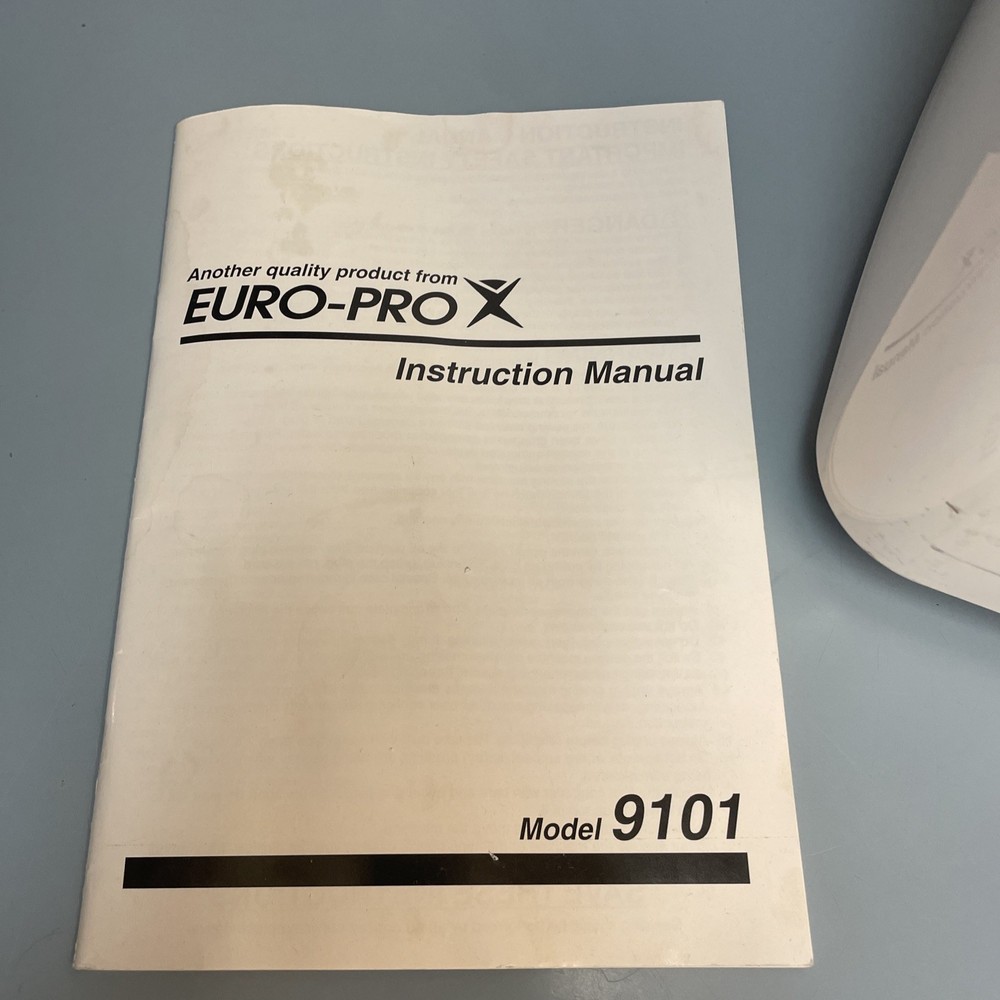 Another quality product from
EURO-PRO X
Instruction Manual
Model 9101